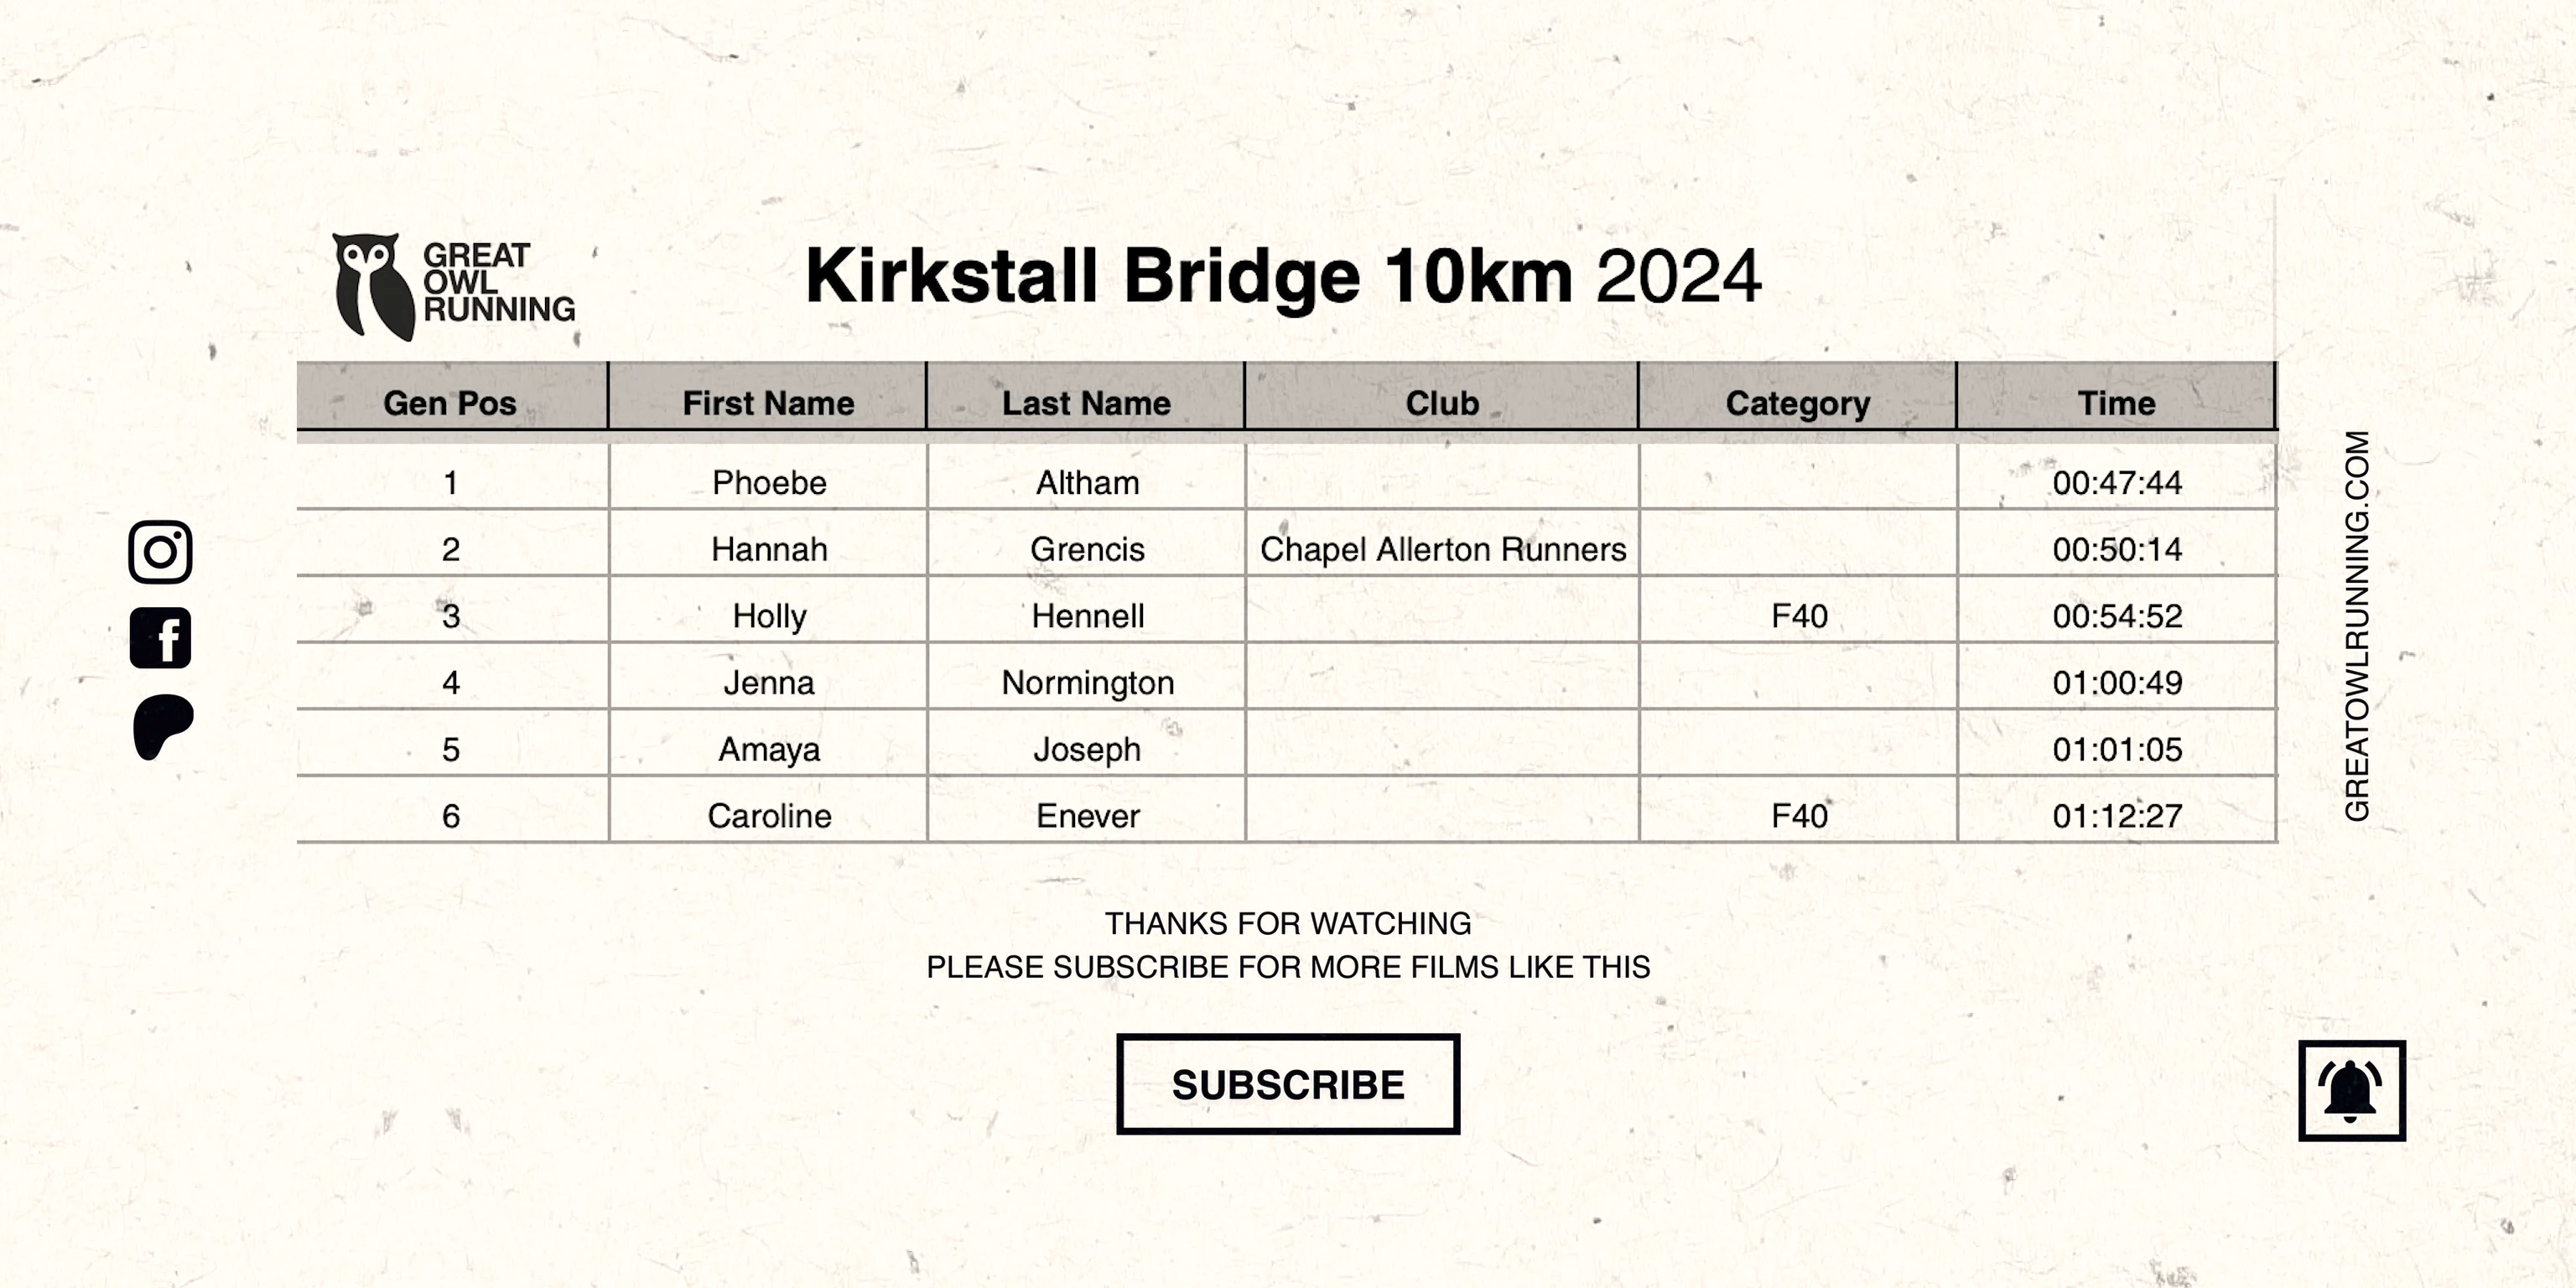 GREAT
OWL
RUNNING
Kirkstall Bridge 10km 2024
Gen Pos First Name Last Name Club Category Time
1 Phoebe Altham 00:47:44
2 Hannah Grencis Chapel Allerton Runners 00:50:14
3 Holly Hennell F40 00:54:52
4 Jenna Normington 01:00:49
5 Amaya Joseph 01:01:05
6 Caroline Enever F40 01:12:27
GREATOWLRUNNING.COM
THANKS FOR WATCHING
PLEASE SUBSCRIBE FOR MORE FILMS LIKE THIS
SUBSCRIBE